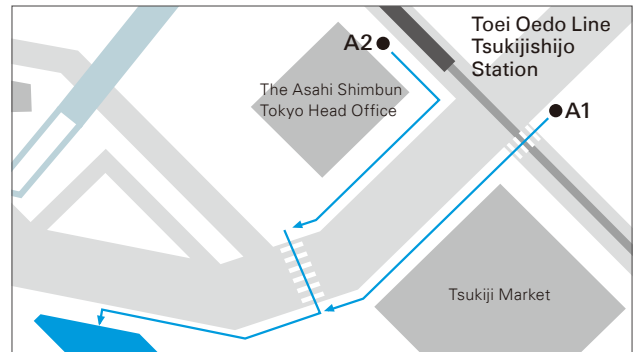 Toei Oedo Line
Tsukijishijo
Station
A2
A1
The Asahi Shimbun
Tokyo Head Office
Tsukiji Market